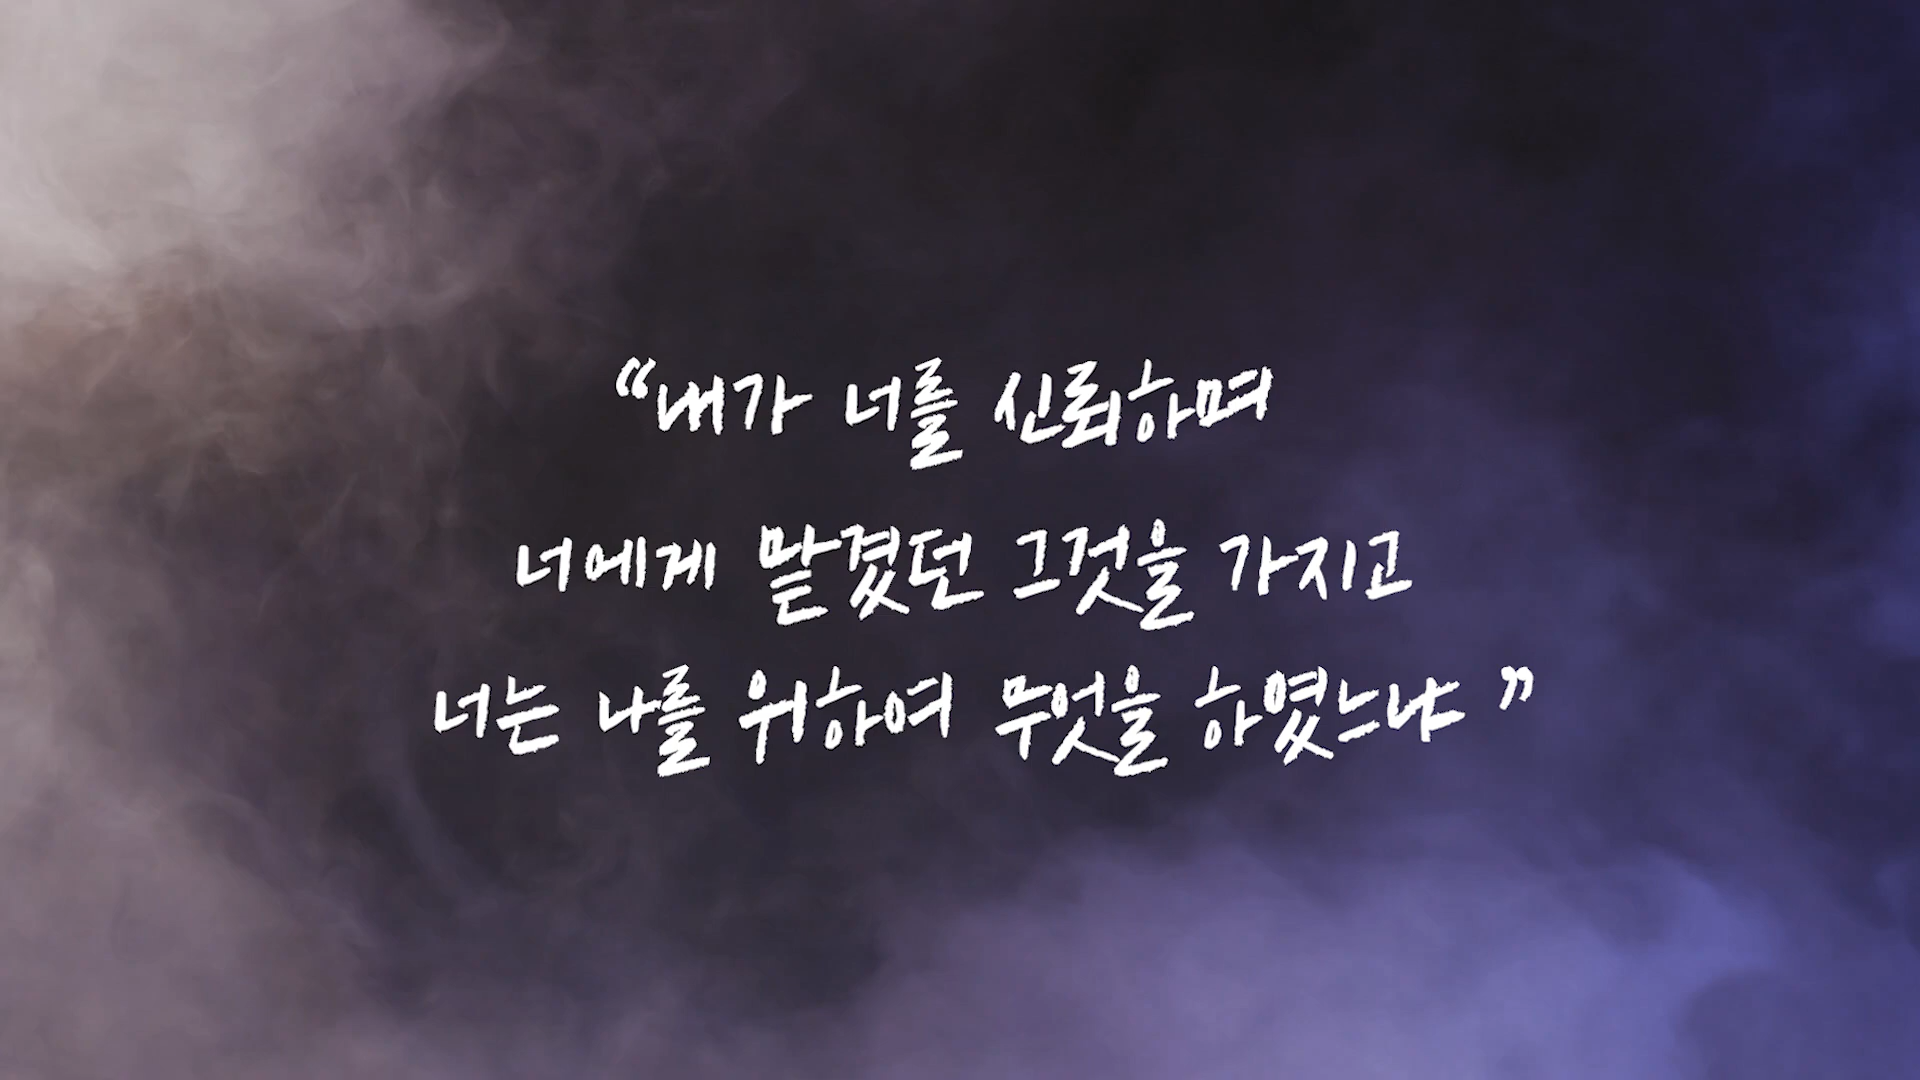 “내가 너를 신뢰하며
너에게 맡겼던 그것을 가지고
너는 나를 위하여 무엇을 하였느냐”